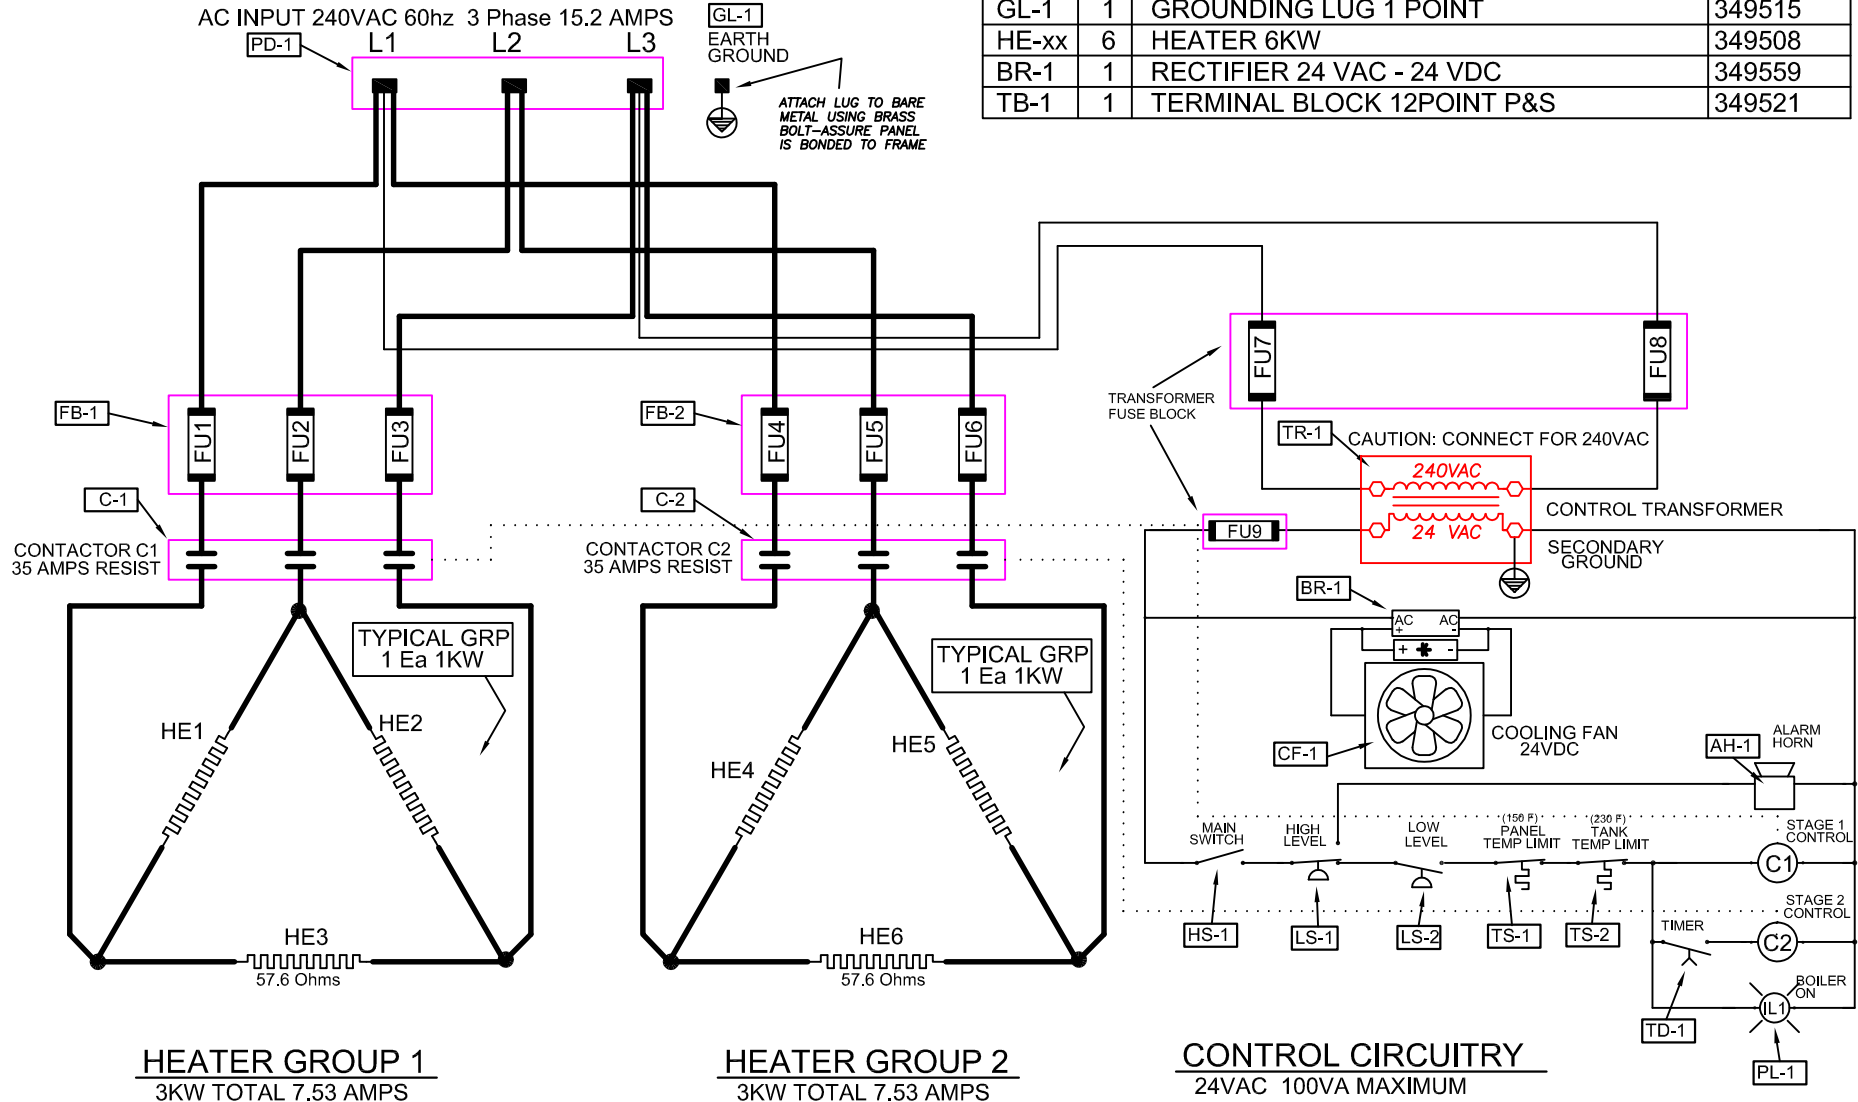 AC INPUT 240VAC 60hz 3 Phase 15.2 AMPS
PD-1
L1
L2
L3
GL-1
EARTH
GROUND
ATTACH LUG TO BARE
METAL USING BRASS
BOLT-ASSURE PANEL
IS BONDED TO FRAME
GL-1 1 GROUNDING LUG 1 POINT 349515
HE-xx 6 HEATER 6KW 349508
BR-1 1 RECTIFIER 24 VAC - 24 VDC 349559
TB-1 1 TERMINAL BLOCK 12POINT P&S 349521
FB-1
FU1
FU2
FU3
C-1
CONTACTOR C1
35 AMPS RESIST
TYPICAL GRP
1 Ea 1KW
HE1
HE2
HE3
57.6 Ohms
HEATER GROUP 1
3KW TOTAL 7.53 AMPS
FB-2
FU4
FU5
FU6
C-2
CONTACTOR C2
35 AMPS RESIST
TYPICAL GRP
1 Ea 1KW
HE4
HE5
HE6
57.6 Ohms
HEATER GROUP 2
3KW TOTAL 7.53 AMPS
FU7
FU8
TRANSFORMER
FUSE BLOCK
TR-1
CAUTION: CONNECT FOR 240VAC
240VAC
24 VAC
FU9
CONTROL TRANSFORMER
SECONDARY
GROUND
BR-1
AC
AC
+
-
+
-
COOLING FAN
24VDC
CF-1
AH-1
ALARM
HORN
MAIN
SWITCH
HIGH
LEVEL
LOW
LEVEL
(150 F)
PANEL
TEMP LIMIT
(230 F)
TANK
TEMP LIMIT
STAGE 1
CONTROL
C1
HS-1
LS-1
LS-2
TS-1
TS-2
STAGE 2
CONTROL
TIMER
C2
BOILER
ON
IL1
TD-1
PL-1
CONTROL CIRCUITRY
24VAC 100VA MAXIMUM